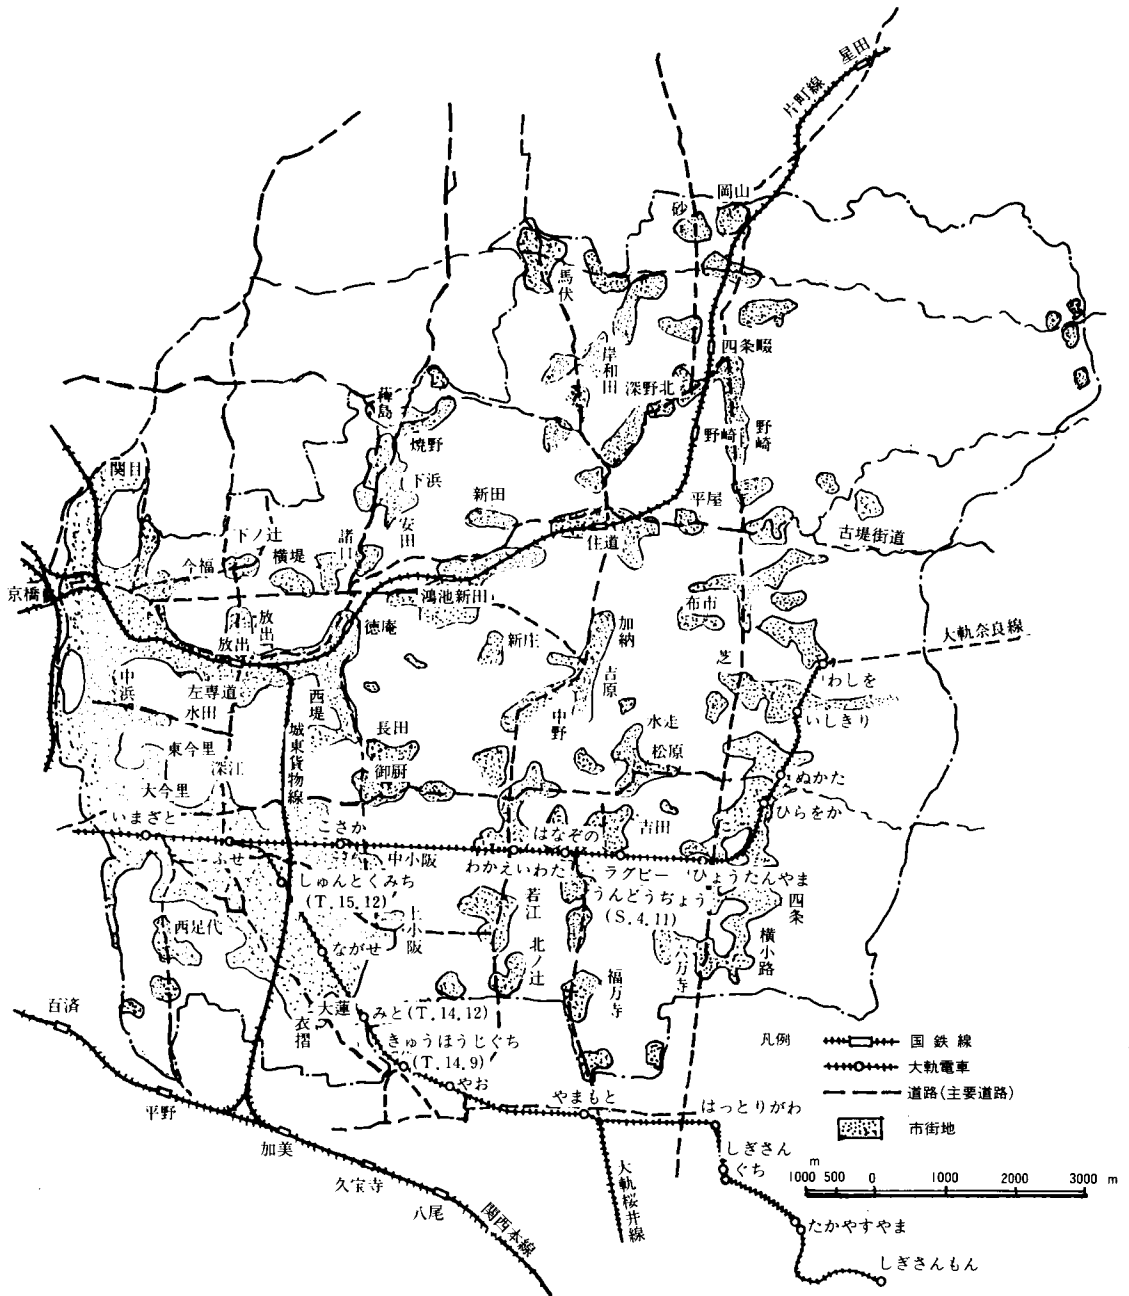 星田
片町線
岡山
砂
馬伏
四条畷
岸和田
深野北
野崎
野崎
焼野
下浜
関目
新田
平屋
安田
諸口
下ノ辻
住道
古堤街道
今福
横堤
京橋
鴻池新田
布市
放出
放出
徳庵
加納
新庄
大軌奈良線
芝
わしを
中浜
左専道
西堤
吉原
いしきり
水田
中野
水走
城東貨物線
長田
松原
東今里
深江
御厨
ぬかた
大今里
ひらをか
いまざと
こさか
はなぞの
吉田
ふせ
中小阪
わかえいわた
ラグビー
うんどうぢょう
(S.4.11)
ひょうたんやま
しゅんとくみち
(T.15.12)
若江
四条
上小阪
西足代
横小路
ながせ
北ノ辻
六万寺
福万寺
百済
大蓮
みと(T.14.12)
衣摺
きゅうほうじぐち
(T.14.9)
やお
やまもと
はっとりがわ
平野
加美
しぎさん
ぐち
久宝寺
大軌桜井線
八尾
関西本線
たかやすやま
しぎさんもん
凡例
国鉄線
大軌電車
道路(主要道路)
市街地
m
1000 500 0 1000 2000 3000 m